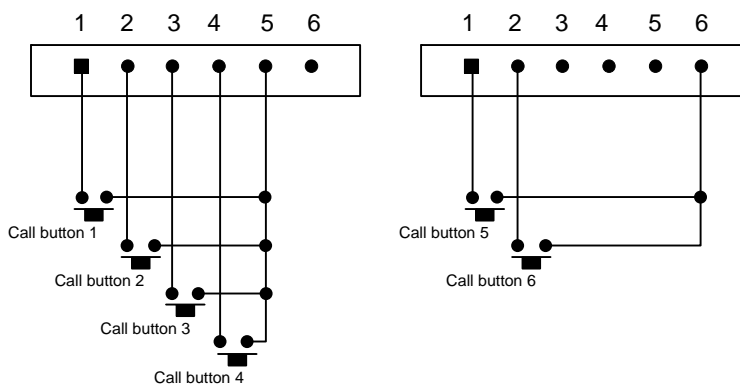 1 2 3 4 5 6
1 2 3 4 5 6
Call button 1
Call button 2
Call button 3
Call button 4
Call button 5
Call button 6